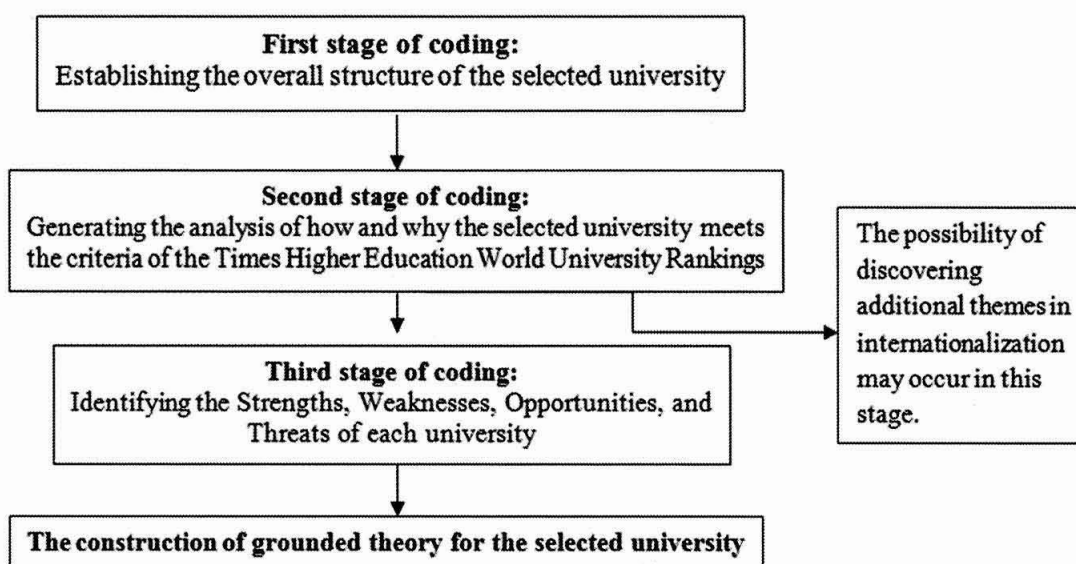 First stage of coding:
Establishing the overall structure of the selected university
Second stage of coding:
Generating the analysis of how and why the selected university meets
the criteria of the Times Higher Education World University Rankings
The possibility of
discovering
additional themes in
internationalization
may occur in this
stage.
Third stage of coding:
Identifying the Strengths, Weaknesses, Opportunities, and
Threats of each university
The construction of grounded theory for the selected university